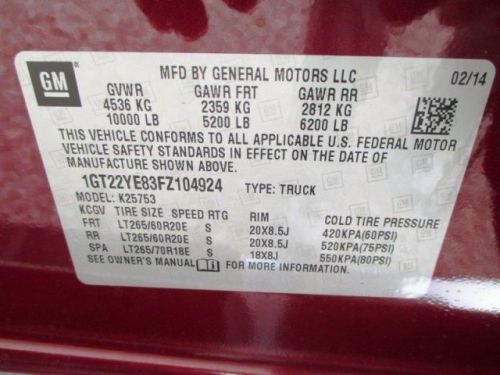 GM
MFD BY GENERAL MOTORS LLC 02/14
GVWR GAWR FRT GAWR RR
4536 KG 2359 KG 2812 KG
10000 LB 5200 LB 6200 LB
THIS VEHICLE CONFORMS TO ALL APPLICABLE U.S. FEDERAL MOTOR
VEHICLE SAFETY STANDARDS IN EFFECT ON THE DATE OF
MANUFACTURE SHOWN ABOVE.
1GT22YE83FZ104924 TYPE: TRUCK
MODEL: K25753
KCGV TIRE SIZE SPEED RTG RIM COLD TIRE PRESSURE
FRT LT265/60R20E S 20X8.5J 420KPA(60PSI)
RR LT265/60R20E S 20X8.5J 520KPA(75PSI)
SPA LT265/70R18E S 18X8J 550KPA(80PSI)
SEE OWNER'S MANUAL FOR MORE INFORMATION.